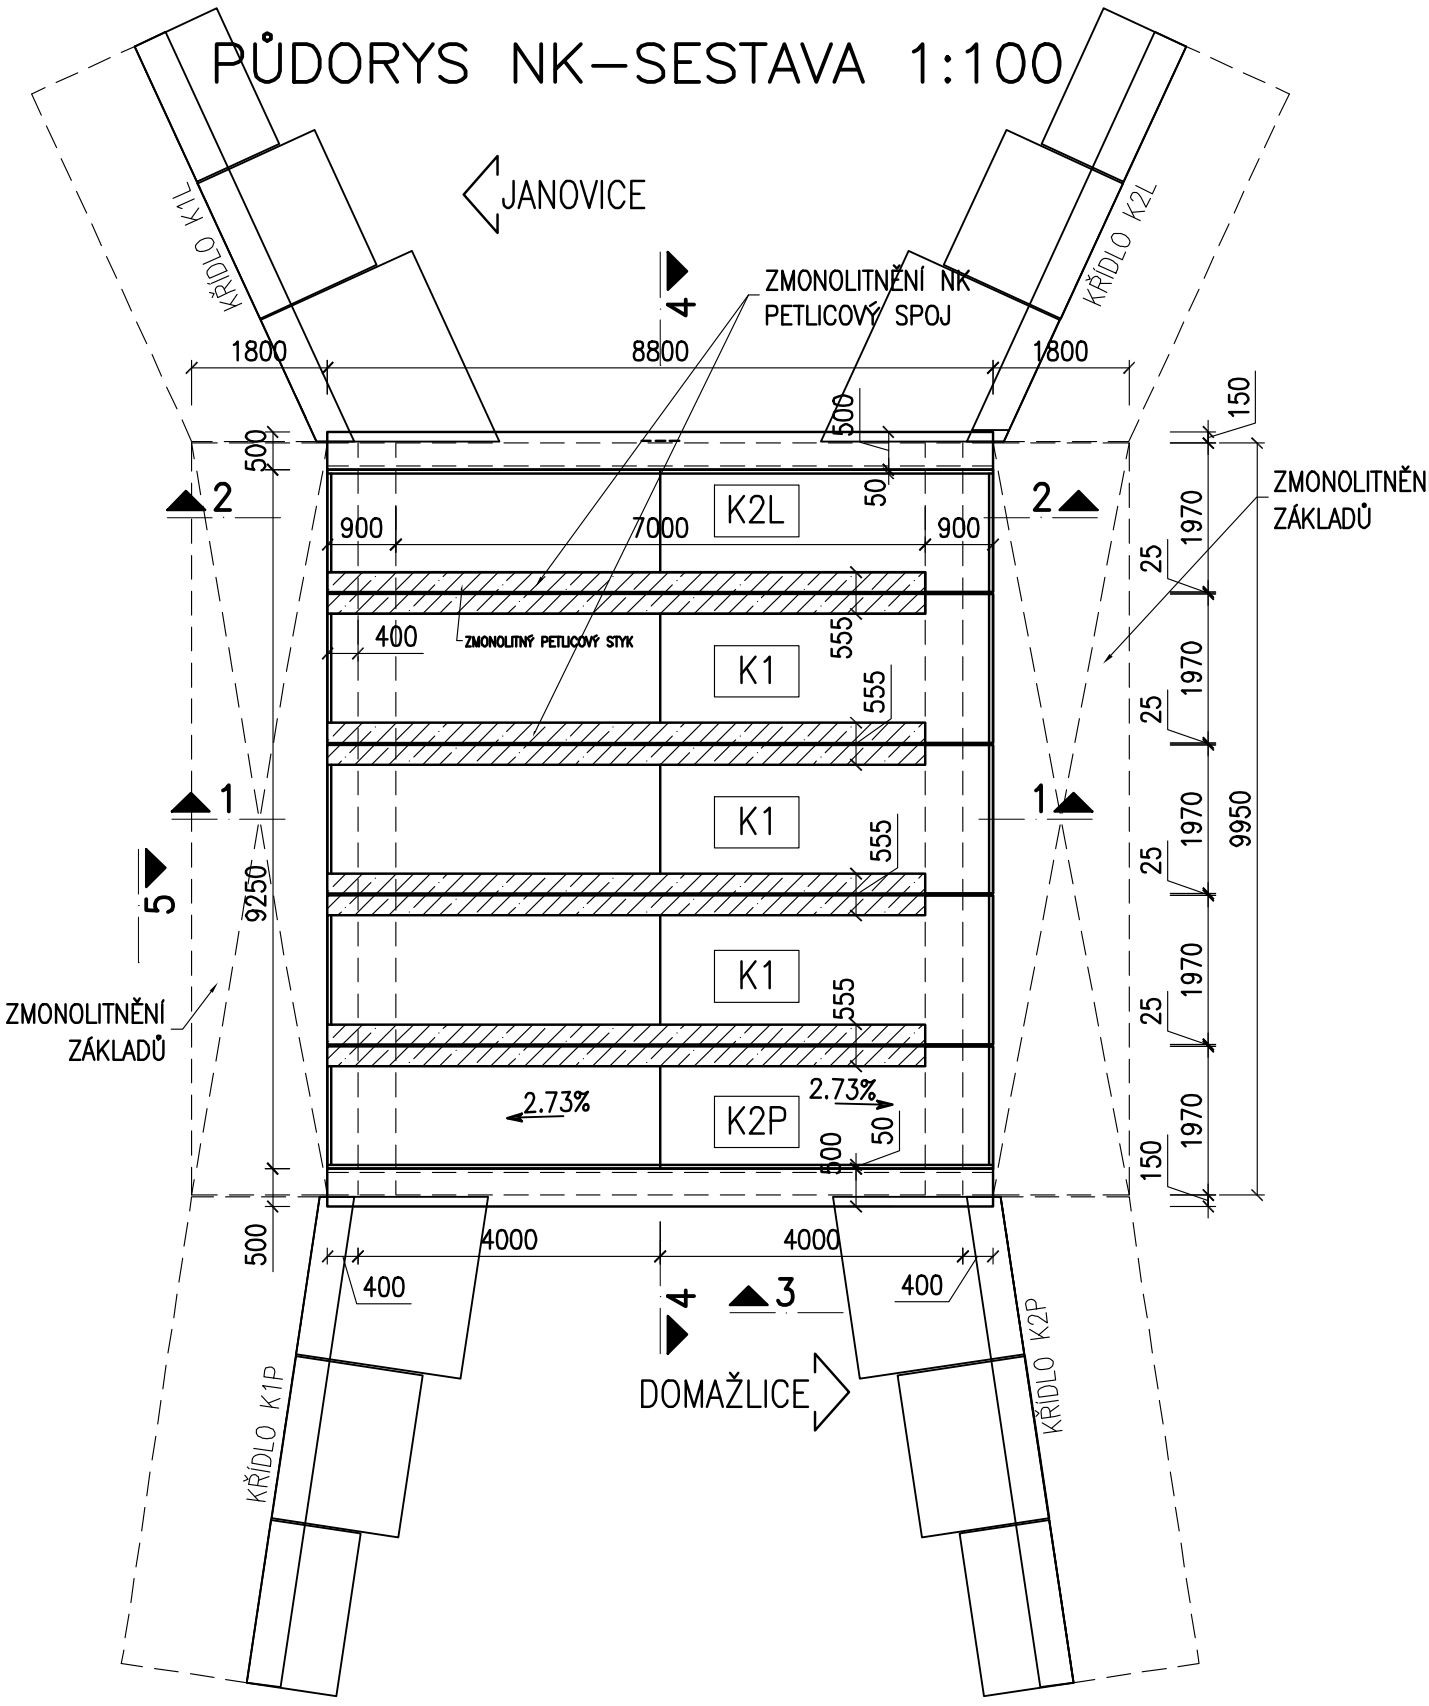 PŮDORYS NK–SESTAVA 1:100
JANOVICE
KŘÍDLO K1L
KŘÍDLO K2L
4
ZMONOLITNĚNÍ NK
PETLICOVÝ SPOJ
1800
8800
1800
150
500
500
50
ZMONOLITNĚNÍ
ZÁKLADŮ
2
2
K2L
900
7000
900
1970
25
555
400
ZMONOLITNÝ PETLICOVÝ STYK
K1
555
1970
25
1
1
K1
555
1970
25
9950
5
9250
K1
555
1970
25
ZMONOLITNĚNÍ
ZÁKLADŮ
2.73%
2.73%
K2P
50
500
1970
150
500
4000
4000
400
400
4
3
DOMAŽLICE
KŘÍDLO K1P
KŘÍDLO K2P